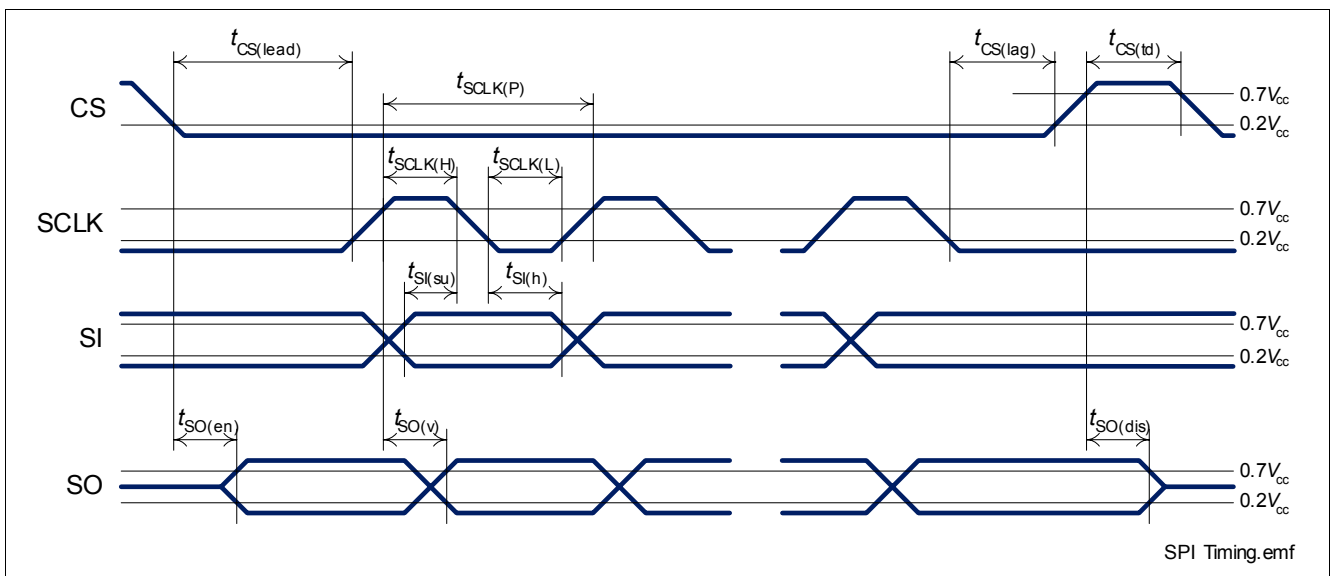 tCS(lead)
tCS(lag)
tCS(td)
tSCLK(P)
CS
0.7Vcc
0.2Vcc
tSCLK(H)
tSCLK(L)
SCLK
0.7Vcc
0.2Vcc
tSI(su)
tSI(h)
SI
0.7Vcc
0.2Vcc
tSO(en)
tSO(v)
tSO(dis)
SO
0.7Vcc
0.2Vcc
SPI Timing.emf